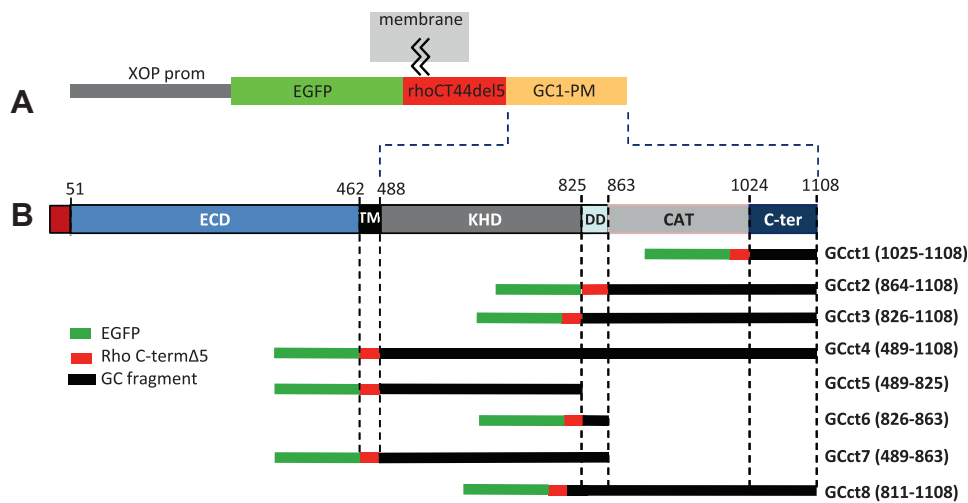 membrane
XOP prom
A
EGFP rhoCT44del5 GC1-PM
51 462 488 825 863 1024 1108
B
ECD TM KHD DD CAT C-ter
GCct1 (1025-1108)
GCct2 (864-1108)
GCct3 (826-1108)
EGFP
Rho C-termΔ5
GC fragment
GCct4 (489-1108)
GCct5 (489-825)
GCct6 (826-863)
GCct7 (489-863)
GCct8 (811-1108)